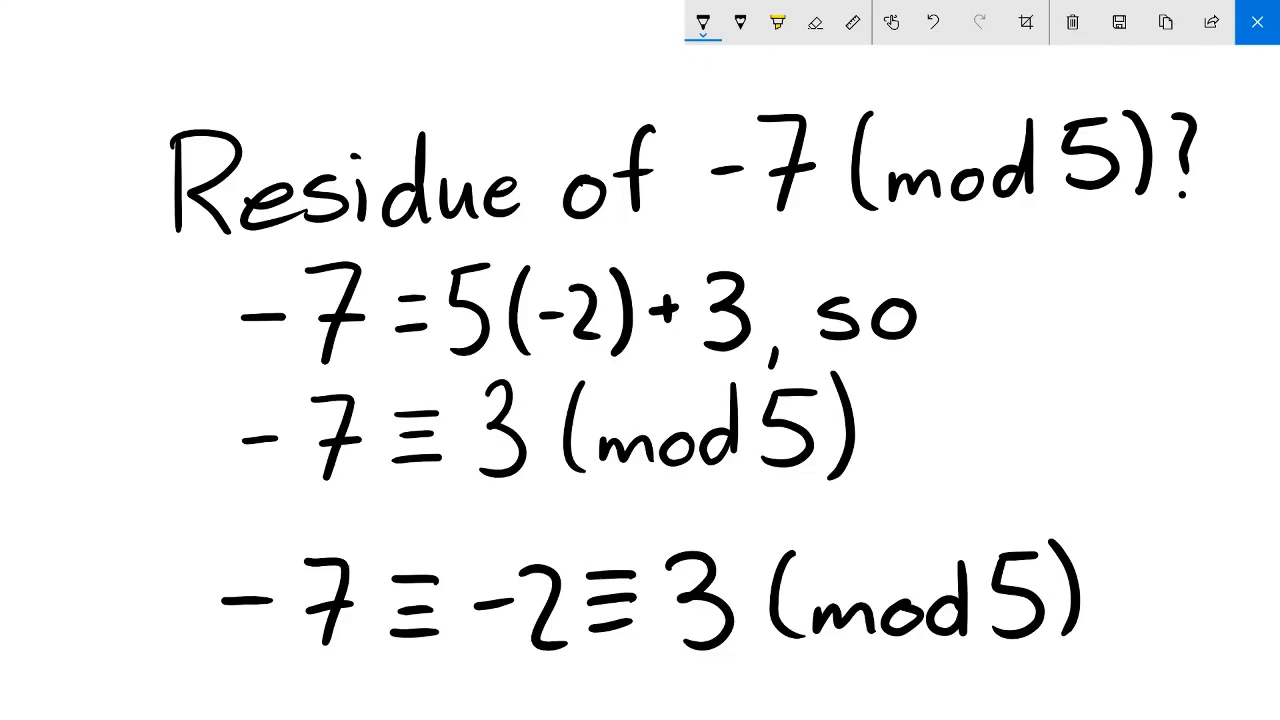 Residue of -7 (mod 5)?
-7 = 5(-2) + 3, so
-7 ≡ 3 (mod 5)
-7 ≡ -2 ≡ 3 (mod 5)